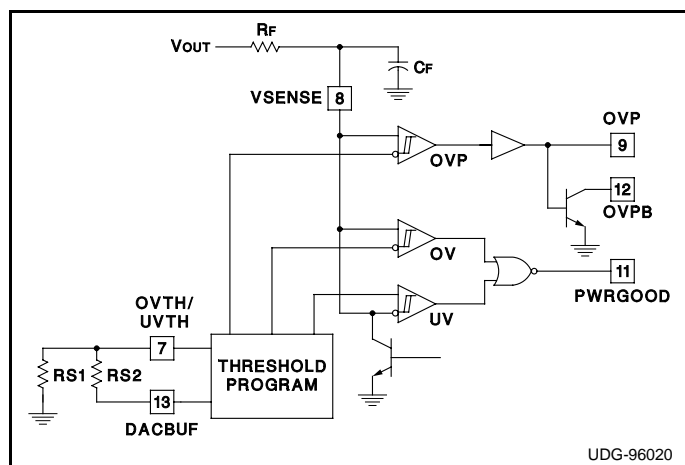 RF
VOUT
CF
VSENSE
8
OVP
OVP
9
12
OVPB
OV
11
PWRGOOD
OVTH/
UVTH
UV
7
THRESHOLD
PROGRAM
RS1
RS2
13
DACBUF
UDG-96020